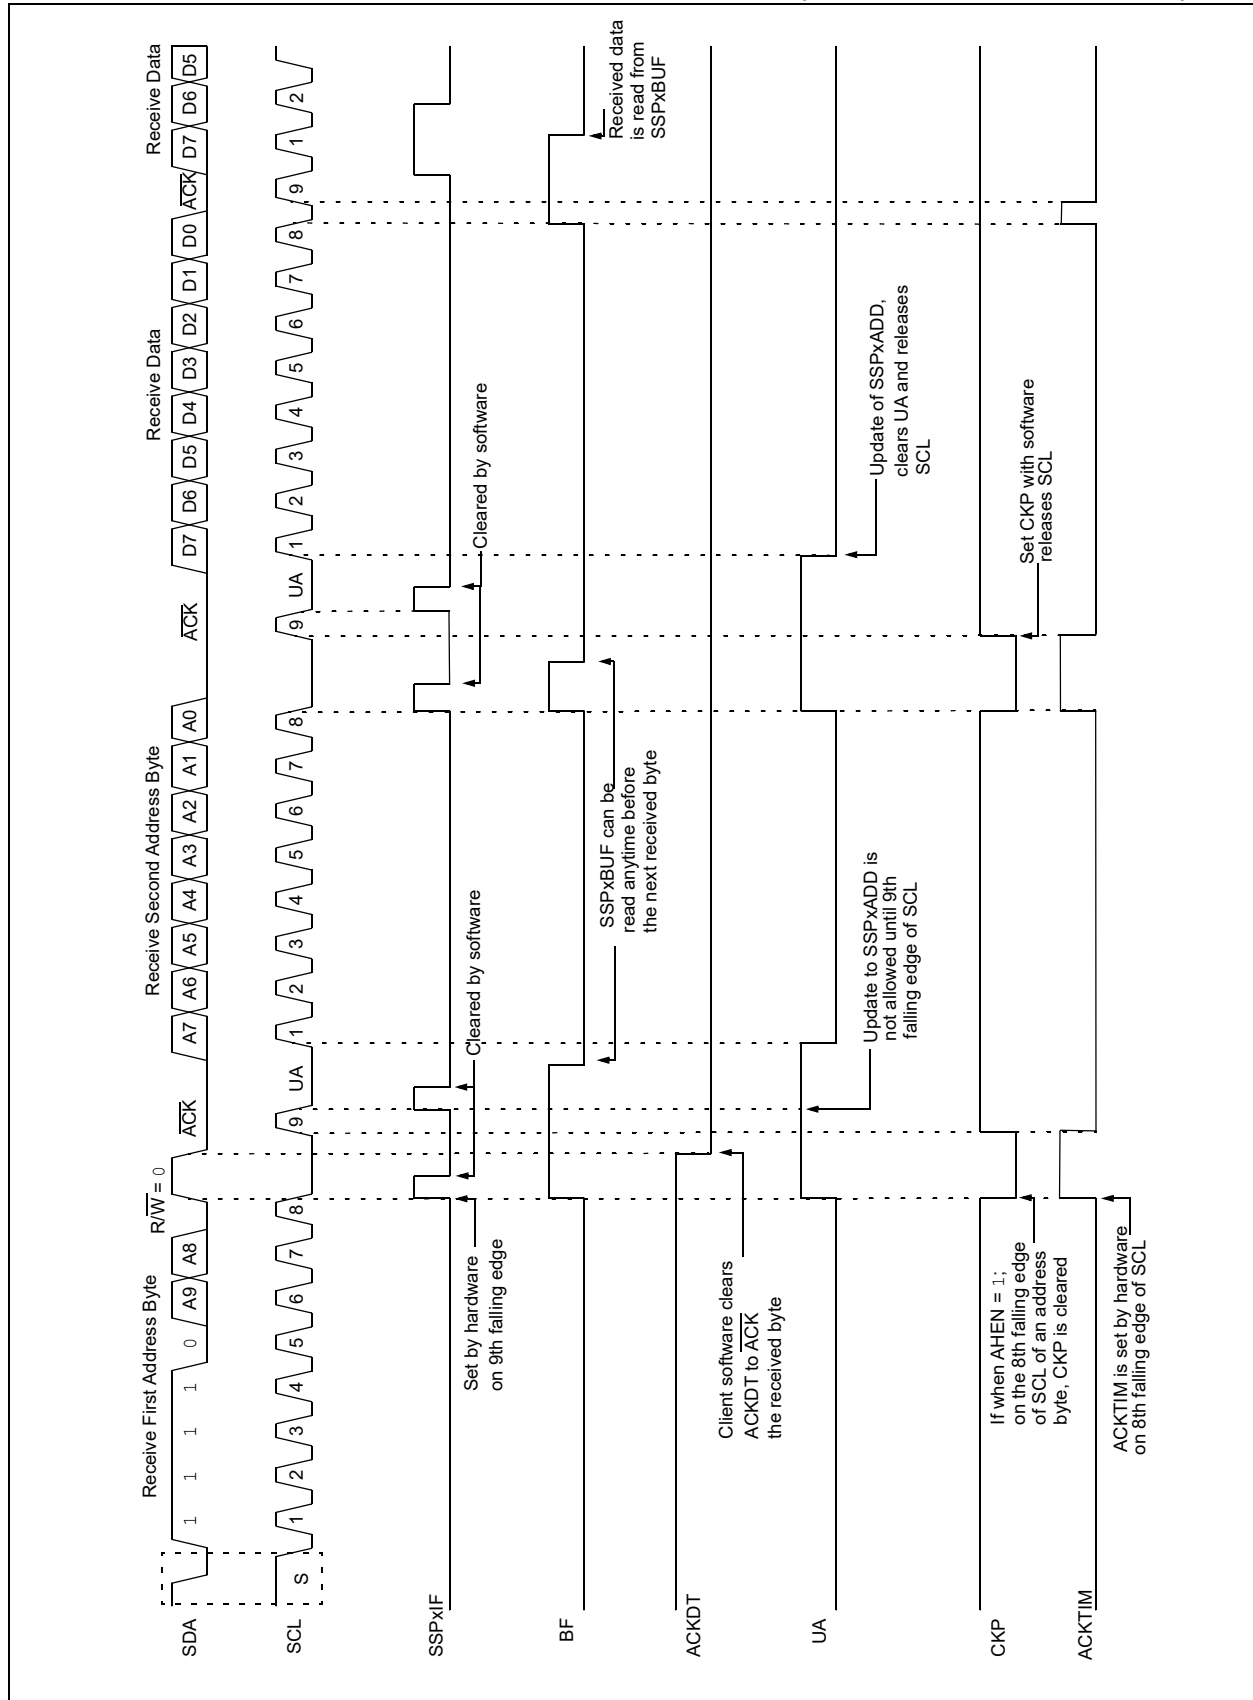 Receive First Address Byte
R/W = 0
Receive Second Address Byte
Receive Data
Receive Data
SDA
1 1 1 1 0 A9 A8
ACK
A7 A6 A5 A4 A3 A2 A1 A0
ACK
D7 D6 D5 D4 D3 D2 D1 D0
ACK
D7 D6 D5
SCL
S
1 2 3 4 5 6 7 8 9
UA
1 2 3 4 5 6 7 8 9
UA
1 2 3 4 5 6 7 8 9
1 2
SSPxIF
Set by hardware
on 9th falling edge
Cleared by software
Cleared by software
BF
SSPxBUF can be
read anytime before
the next received byte
Received data
is read from
SSPxBUF
ACKDT
Client software clears
ACKDT to ACK
the received byte
UA
Update to SSPxADD is
not allowed until 9th
falling edge of SCL
Update of SSPxADD,
clears UA and releases
SCL
CKP
If when AHEN = 1;
on the 8th falling edge
of SCL of an address
byte, CKP is cleared
Set CKP with software
releases SCL
ACKTIM
ACKTIM is set by hardware
on 8th falling edge of SCL